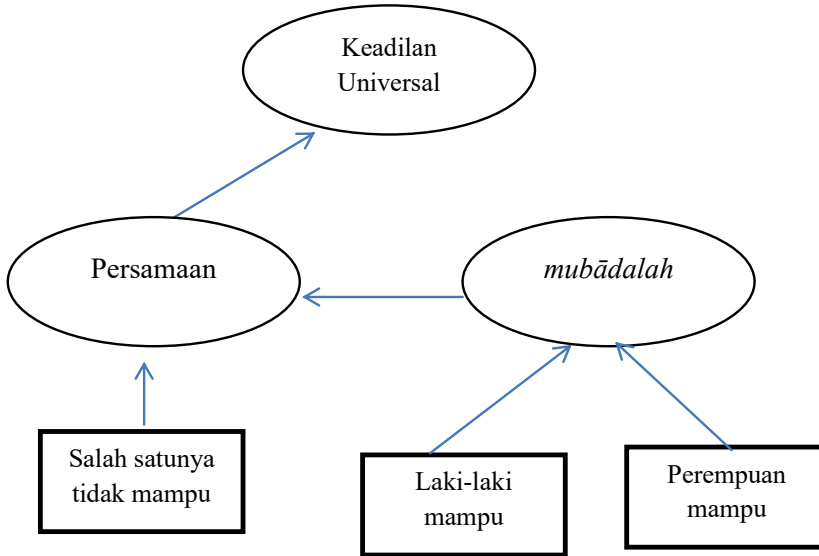 Keadilan
Universal
Persamaan
mubādalah
Salah satunya
tidak mampu
Laki-laki
mampu
Perempuan
mampu